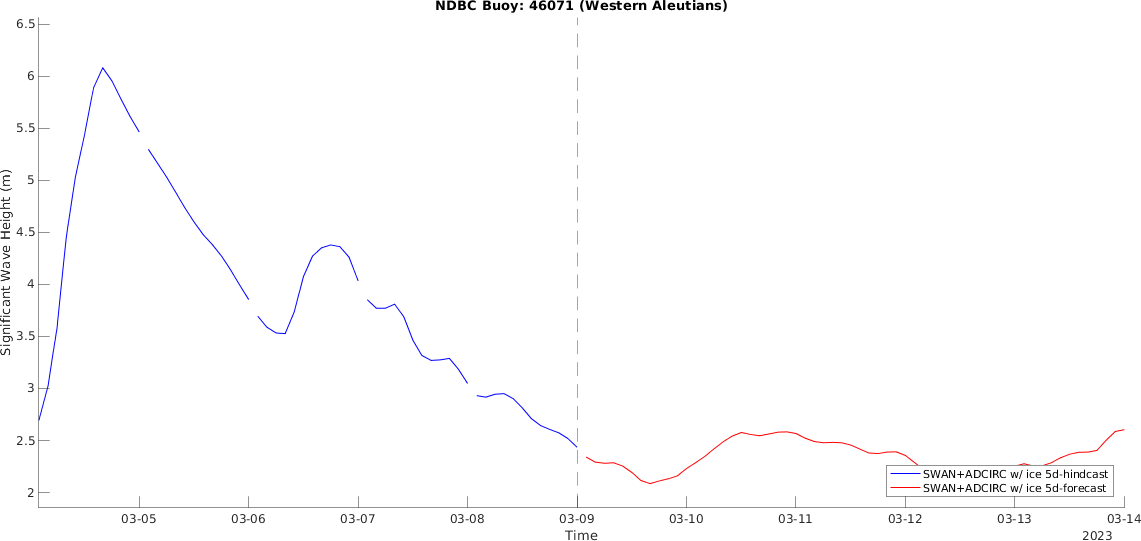 NDBC Buoy: 46071 (Western Aleutians)
6.5
6
5.5
5
4.5
4
3.5
3
2.5
2
Significant Wave Height (m)
03-05 03-06 03-07 03-08 03-09 03-10 03-11 03-12 03-13 03-14
Time
2023
SWAN+ADCIRC w/ ice 5d-hindcast
SWAN+ADCIRC w/ ice 5d-forecast